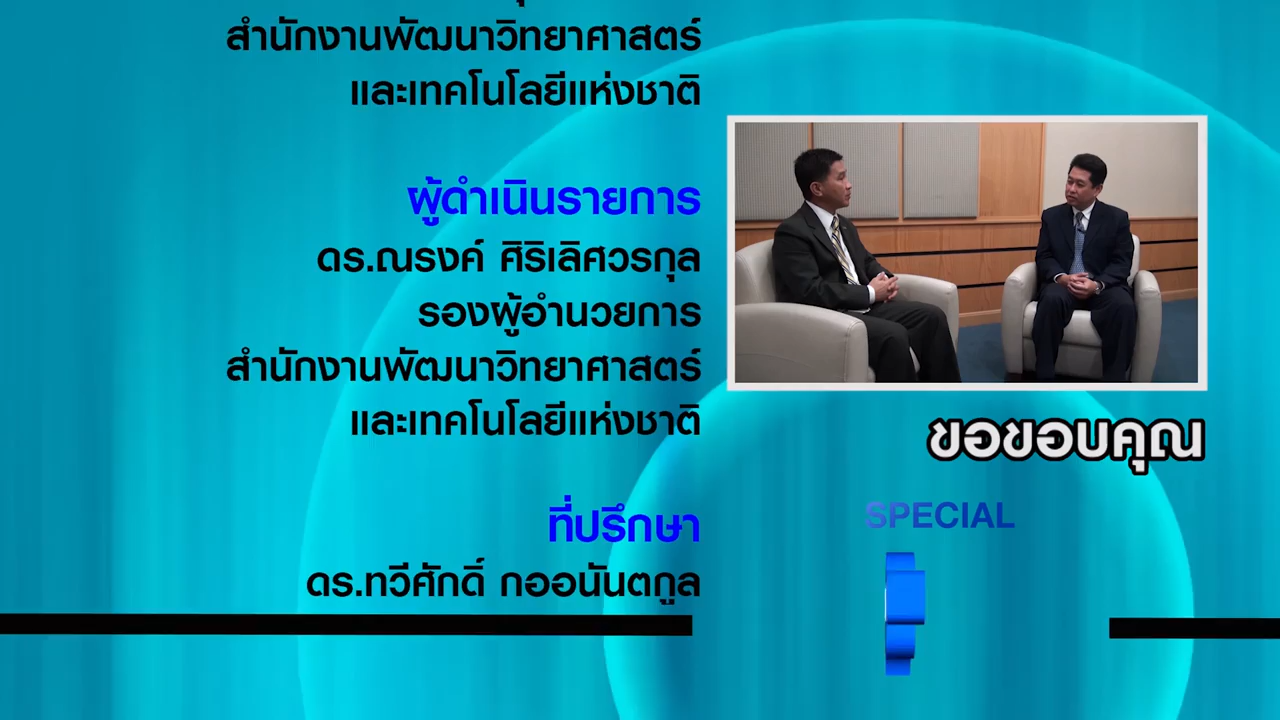 สำนักงานพัฒนาวิทยาศาสตร์
และเทคโนโลยีแห่งชาติ
ผู้ดำเนินรายการ
ดร.ณรงค์ ศิริเลิศวรกุล
รองผู้อำนวยการ
สำนักงานพัฒนาวิทยาศาสตร์
และเทคโนโลยีแห่งชาติ
ที่ปรึกษา
ดร.ทวีศักดิ์ กออนันตกูล
ขอขอบคุณ
SPECIAL